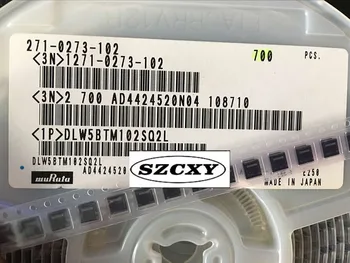 271-0273-102 700 PCS.
<3N>1271-0273-102
<3N>2 700 AD4424520N04 108710
<1P>DLW5BTM102SQ2L
SZCXY
DLW5BTM102SQ2L
muRata AD4424520
MADE IN JAPAN